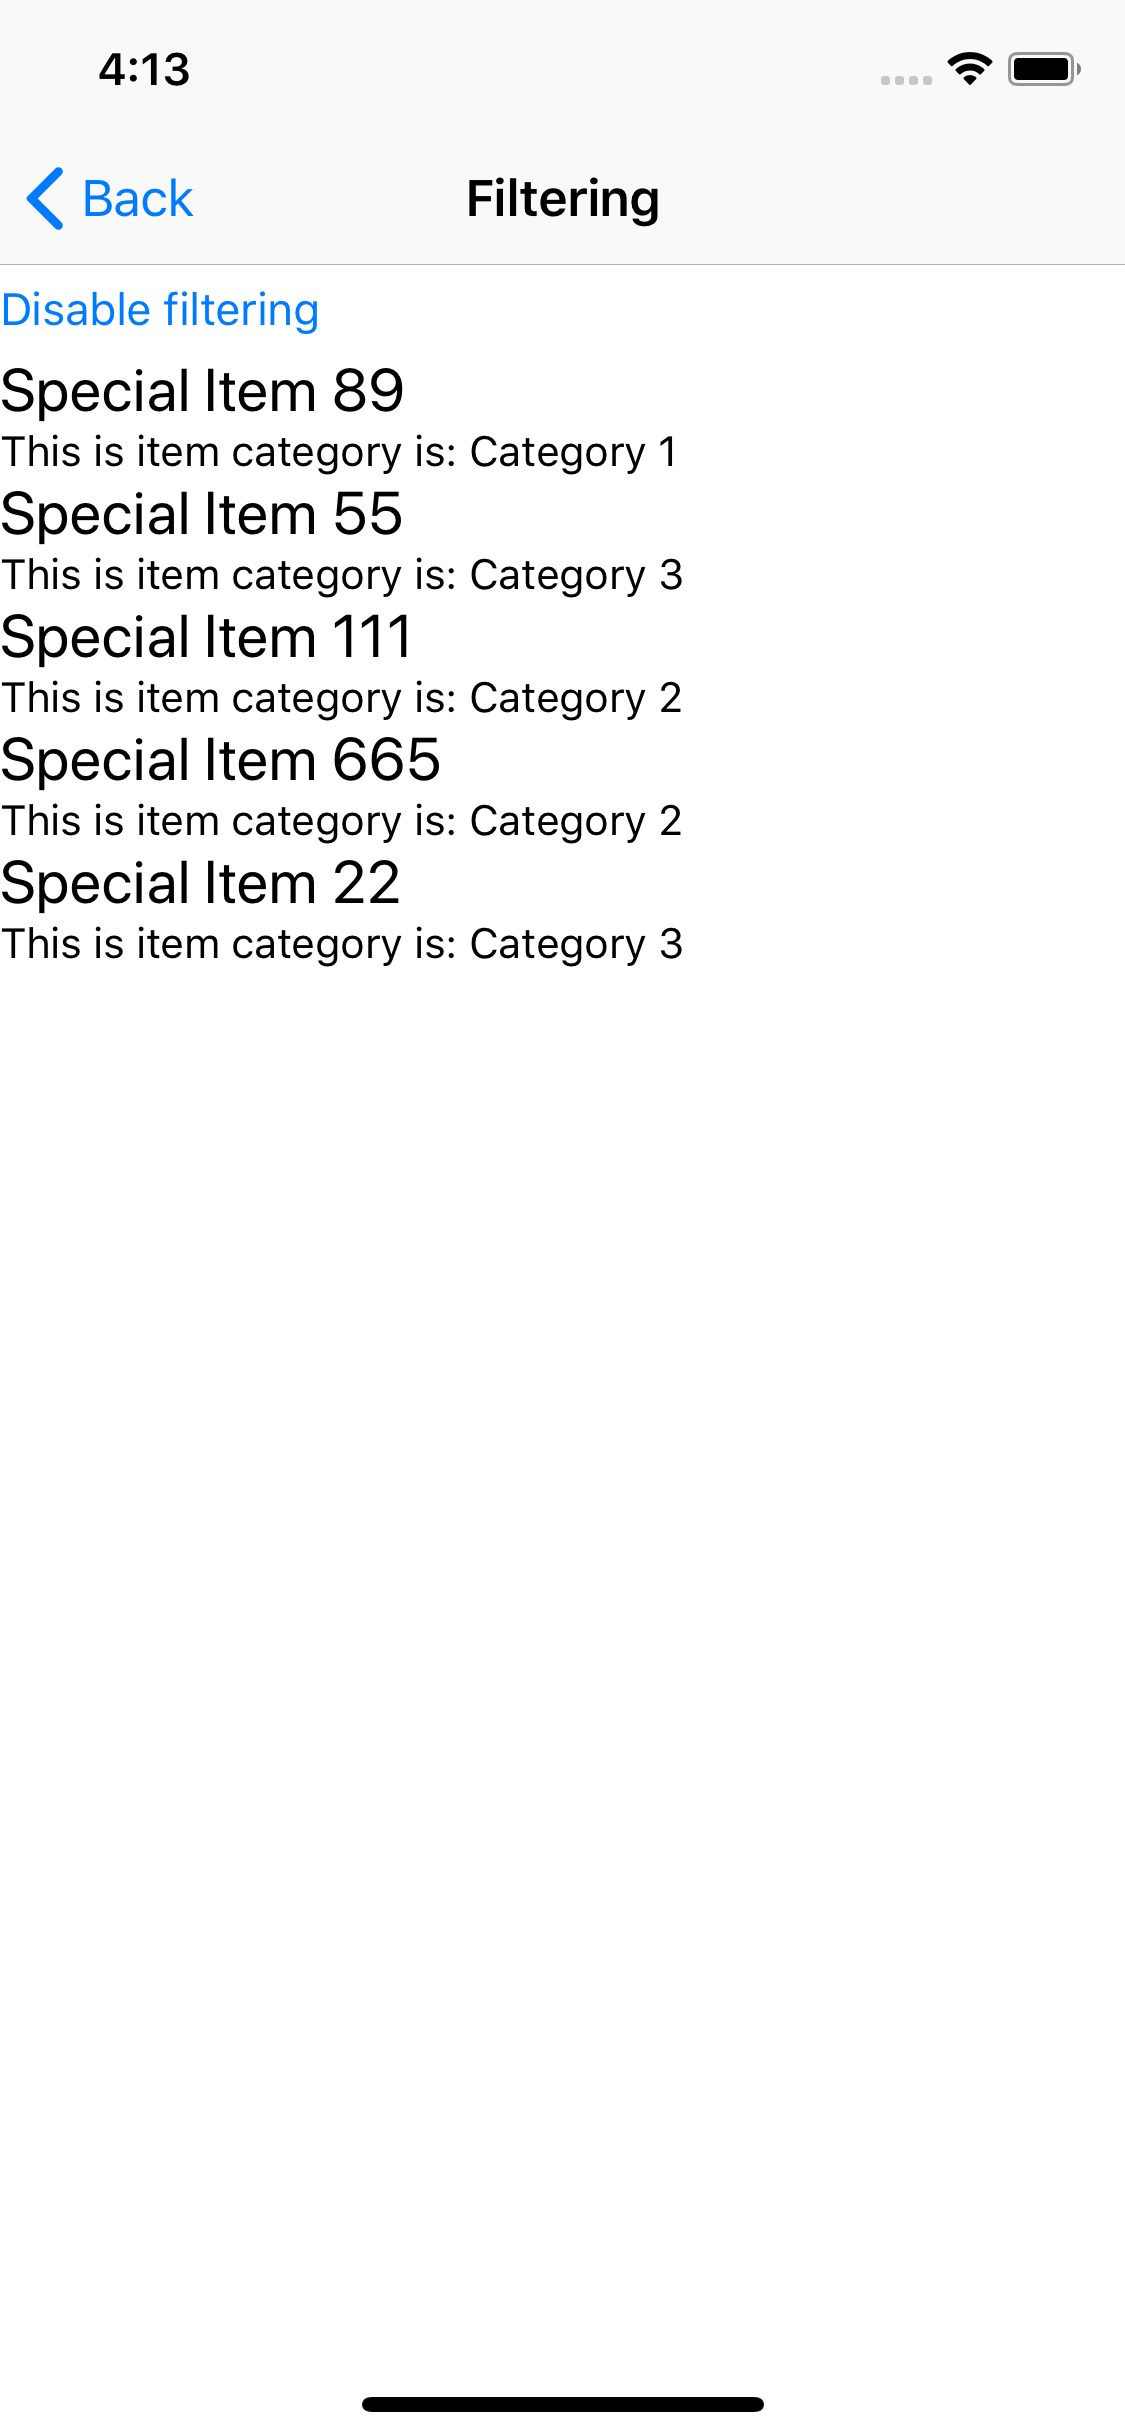 4:13
Back
Filtering
Disable filtering
Special Item 89
This is item category is: Category 1
Special Item 55
This is item category is: Category 3
Special Item 111
This is item category is: Category 2
Special Item 665
This is item category is: Category 2
Special Item 22
This is item category is: Category 3